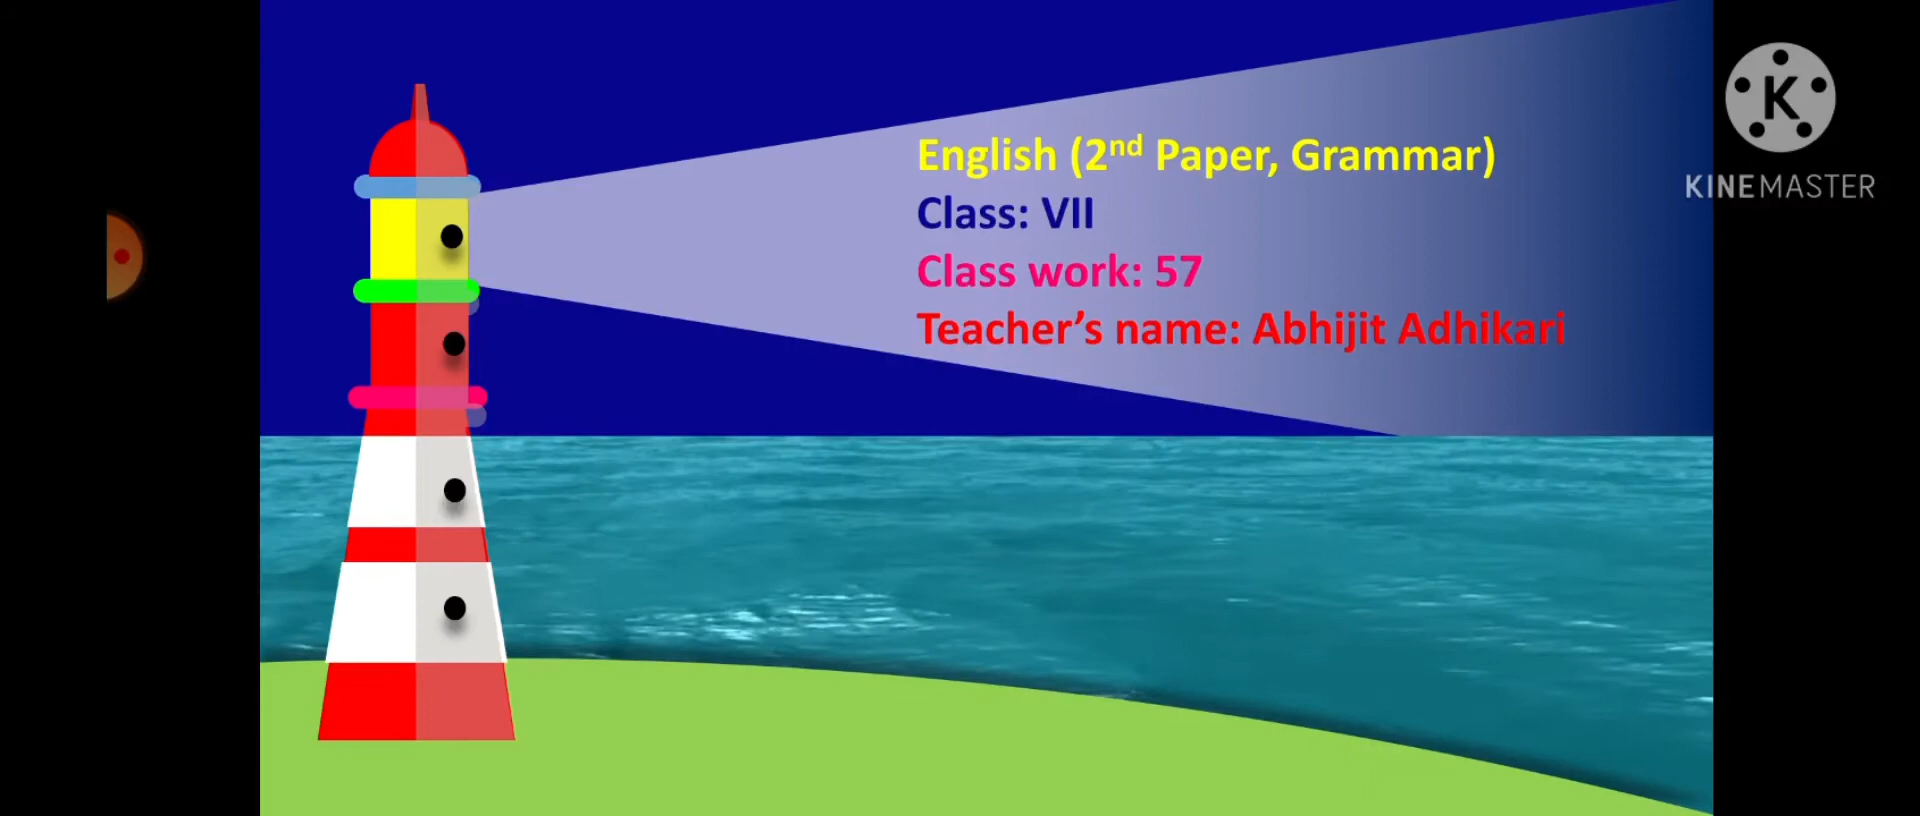 English (2nd Paper, Grammar)
Class: VII
Class work: 57
Teacher’s name: Abhijit Adhikari
K
KINEMASTER